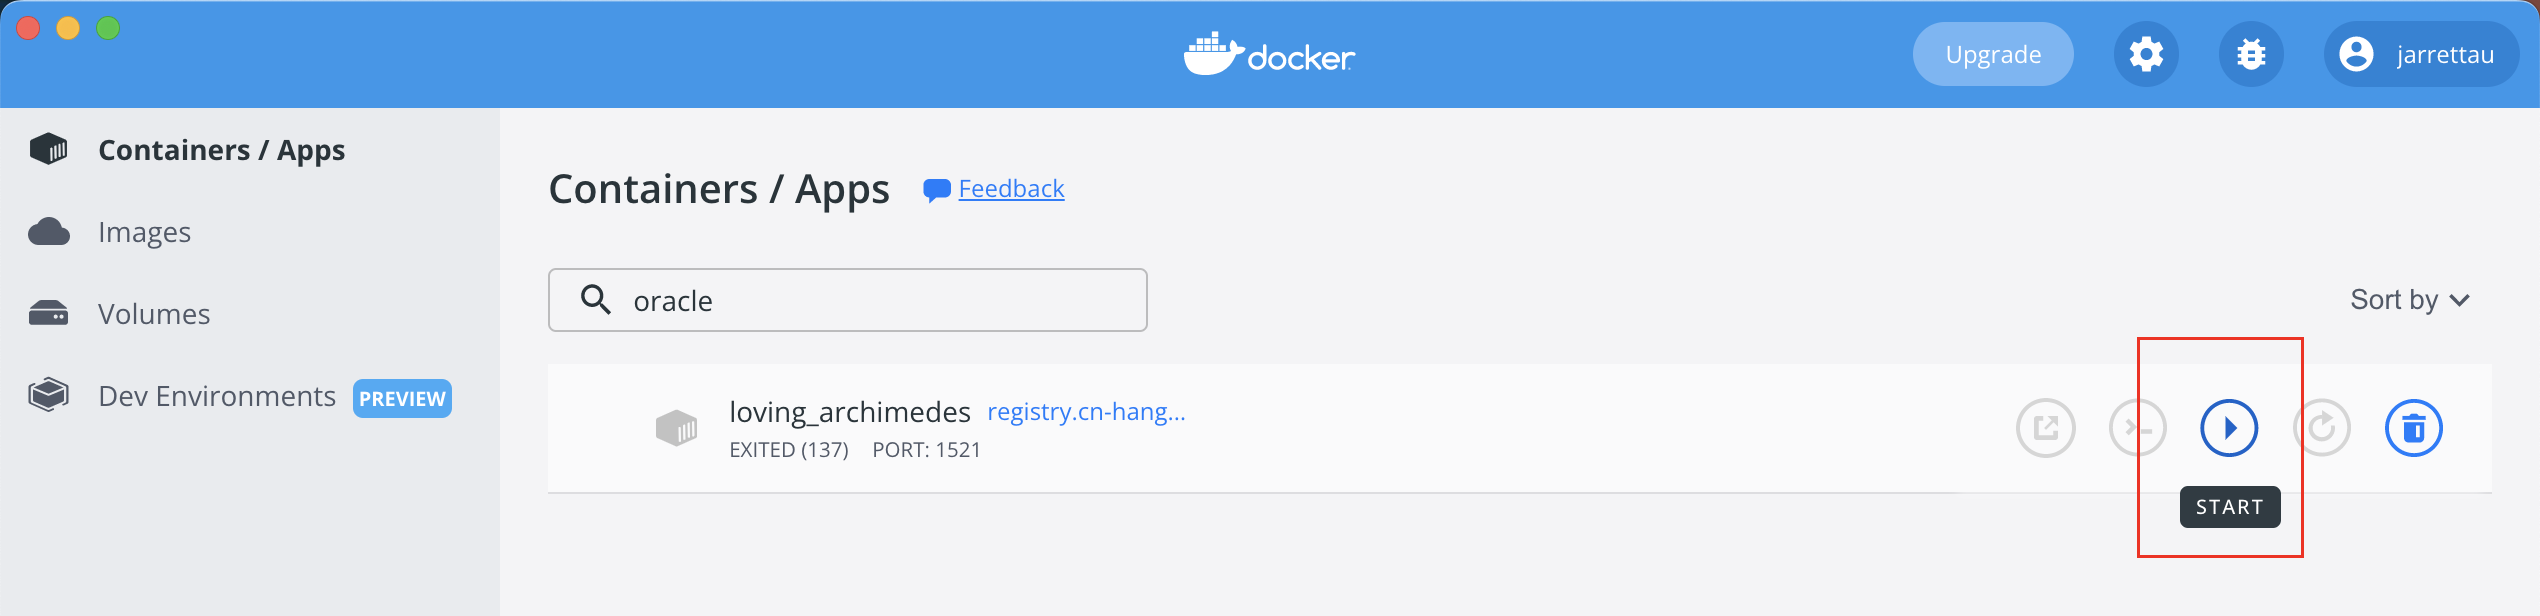 docker
Upgrade
jarrettau
Containers / Apps
Images
Volumes
Dev Environments PREVIEW
Containers / Apps Feedback
oracle
Sort by
loving_archimedes registry.cn-hang...
EXITED (137) PORT: 1521
START